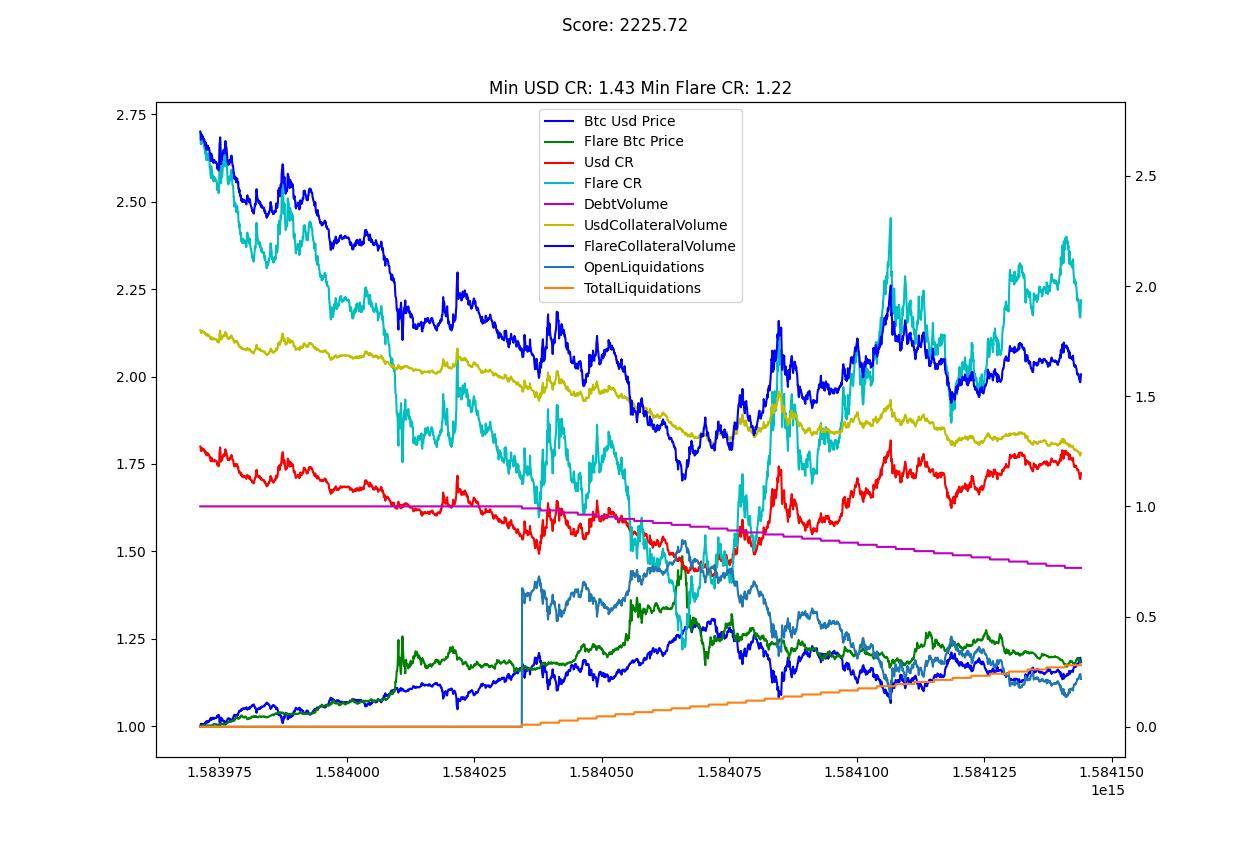 Score: 2225.72
Min USD CR: 1.43 Min Flare CR: 1.22
2.75
2.50
2.25
2.00
1.75
1.50
1.25
1.00
Btc Usd Price
Flare Btc Price
Usd CR
Flare CR
DebtVolume
UsdCollateralVolume
FlareCollateralVolume
OpenLiquidations
TotalLiquidations
2.5
2.0
1.5
1.0
0.5
0.0
1.583975 1.584000 1.584025 1.584050 1.584075 1.584100 1.584125 1.584150
1e15